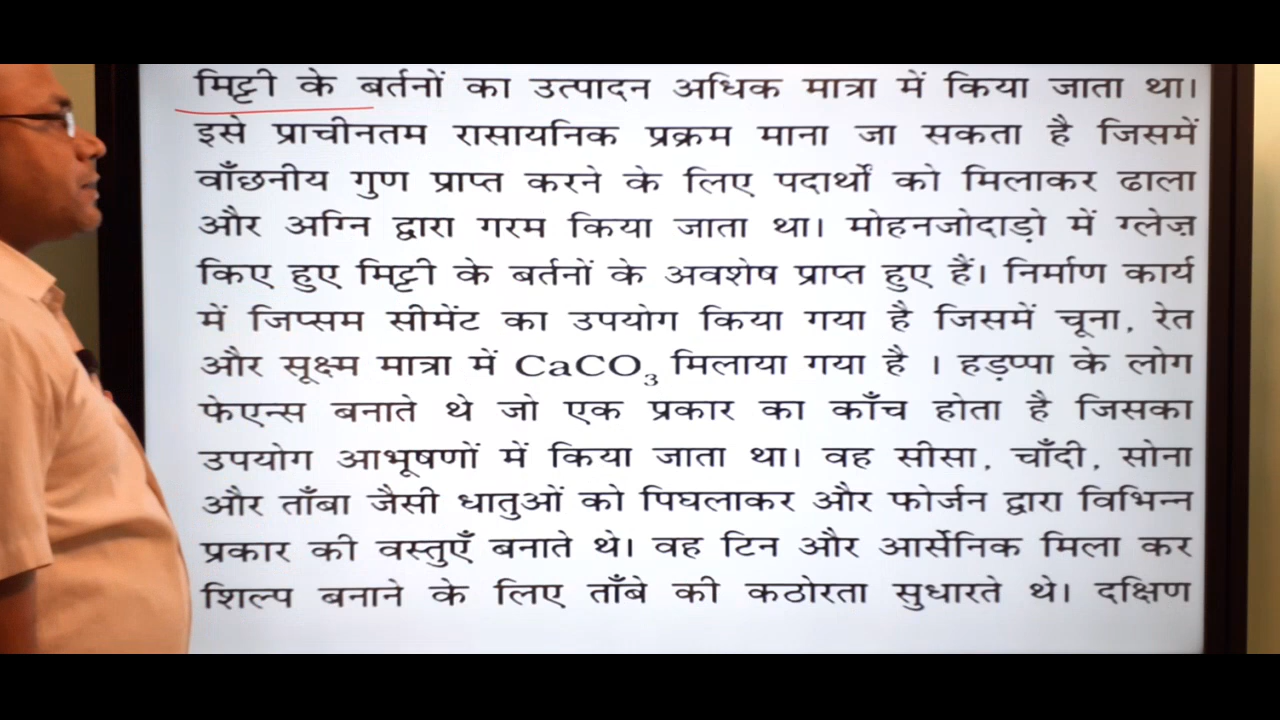 मिट्टी के बर्तनों का उत्पादन अधिक मात्रा में किया जाता था।
इसे प्राचीनतम रासायनिक प्रक्रम माना जा सकता है जिसमें
वाँछनीय गुण प्राप्त करने के लिए पदार्थों को मिलाकर ढाला
और अग्नि द्वारा गरम किया जाता था। मोहनजोदाड़ो में ग्लेज़
किए हुए मिट्टी के बर्तनों के अवशेष प्राप्त हुए हैं। निर्माण कार्य
में जिप्सम सीमेंट का उपयोग किया गया है जिसमें चूना, रेत
और सूक्ष्म मात्रा में CaCO₃ मिलाया गया है । हड़प्पा के लोग
फेएन्स बनाते थे जो एक प्रकार का काँच होता है जिसका
उपयोग आभूषणों में किया जाता था। वह सीसा, चाँदी, सोना
और ताँबा जैसी धातुओं को पिघलाकर और फोर्जन द्वारा विभिन्न
प्रकार की वस्तुएँ बनाते थे। वह टिन और आर्सेनिक मिला कर
शिल्प बनाने के लिए ताँबे की कठोरता सुधारते थे। दक्षिण